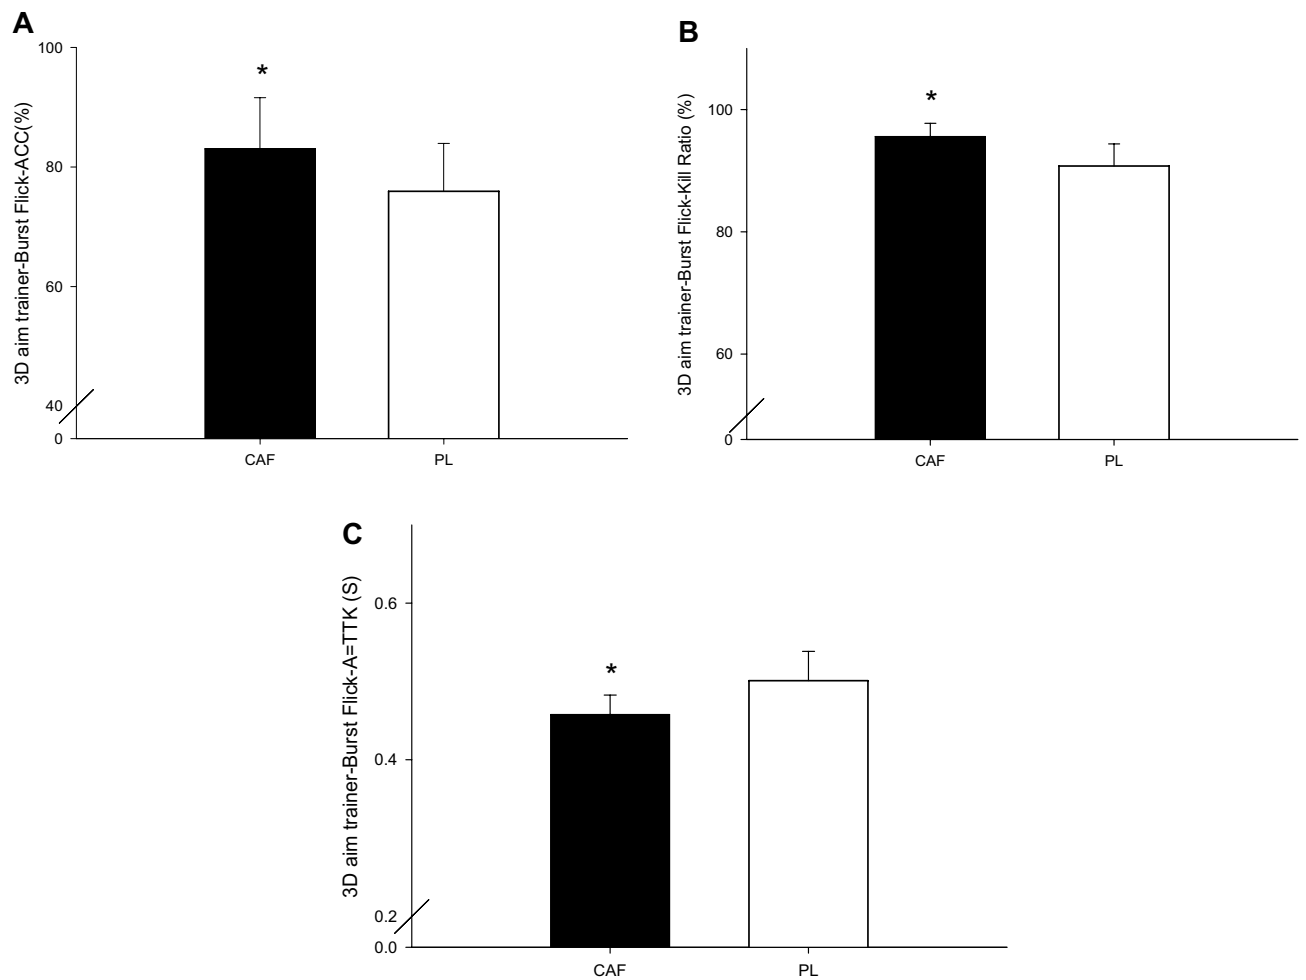 A
3D aim trainer-Burst Flick-ACC(%)
100
80
60
40
0
*
CAF
PL
B
3D aim trainer-Burst Flick-Kill Ratio (%)
100
80
60
0
*
CAF
PL
C
3D aim trainer-Burst Flick-A=TTK (S)
0.6
0.4
0.2
0.0
*
CAF
PL